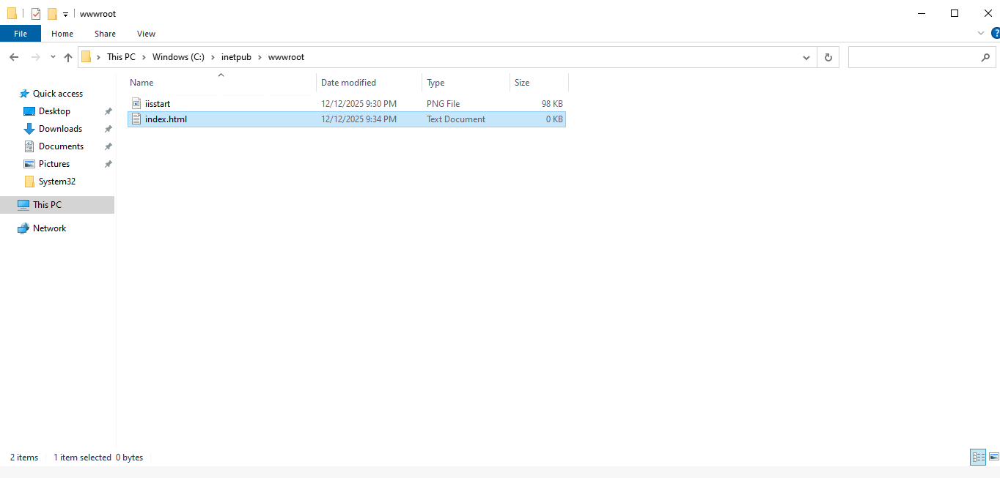 wwwroot
File Home Share View
This PC Windows (C:) inetpub wwwroot
Name Date modified Type Size
Quick access
iisstart 12/12/2025 9:30 PM PNG File 98 KB
Desktop
index.html 12/12/2025 9:34 PM Text Document 0 KB
Downloads
Documents
Pictures
System32
This PC
Network
2 items 1 item selected 0 bytes